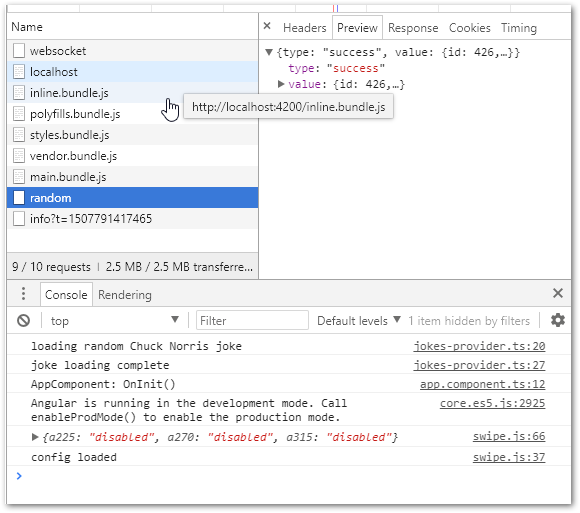 Name
websocket
localhost
inline.bundle.js
polyfills.bundle.js
styles.bundle.js
vendor.bundle.js
main.bundle.js
random
info?t=1507791417465
9 / 10 requests | 2.5 MB / 2.5 MB transferre...
× Headers Preview Response Cookies Timing
▼{type: "success", value: {id: 426,…}}
type: "success"
▶ value: {id: 426,…}
http://localhost:4200/inline.bundle.js
Console Rendering
top ▼ Filter Default levels ▼ 1 item hidden by filters
loading random Chuck Norris joke jokes-provider.ts:20
joke loading complete jokes-provider.ts:27
AppComponent: OnInit() app.component.ts:12
Angular is running in the development mode. Call core.es5.js:2925
enableProdMode() to enable the production mode.
▶ {a225: "disabled", a270: "disabled", a315: "disabled"} swipe.js:66
config loaded swipe.js:37
>